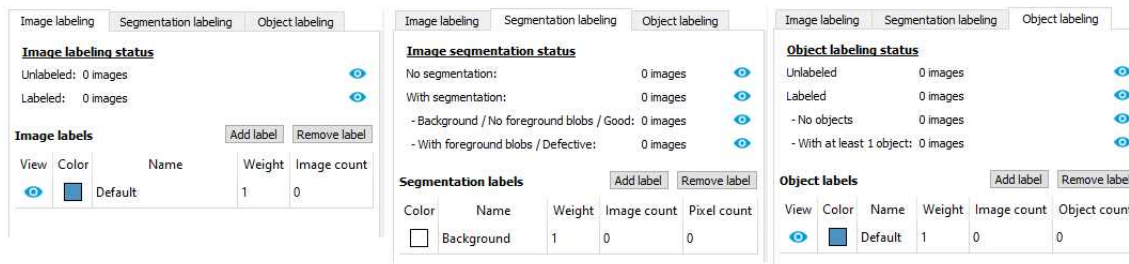 Image labeling Segmentation labeling Object labeling
Image labeling status
Unlabeled: 0 images
Labeled: 0 images
Image labels Add label Remove label
View Color Name Weight Image count
Default 1 0
Image labeling Segmentation labeling Object labeling
Image segmentation status
No segmentation: 0 images
With segmentation: 0 images
- Background / No foreground blobs / Good: 0 images
- With foreground blobs / Defective: 0 images
Segmentation labels Add label Remove label
Color Name Weight Image count Pixel count
Background 1 0 0
Image labeling Segmentation labeling Object labeling
Object labeling status
Unlabeled 0 images
Labeled 0 images
- No objects 0 images
- With at least 1 object: 0 images
Object labels Add label Remove label
View Color Name Weight Image count Object count
Default 1 0 0